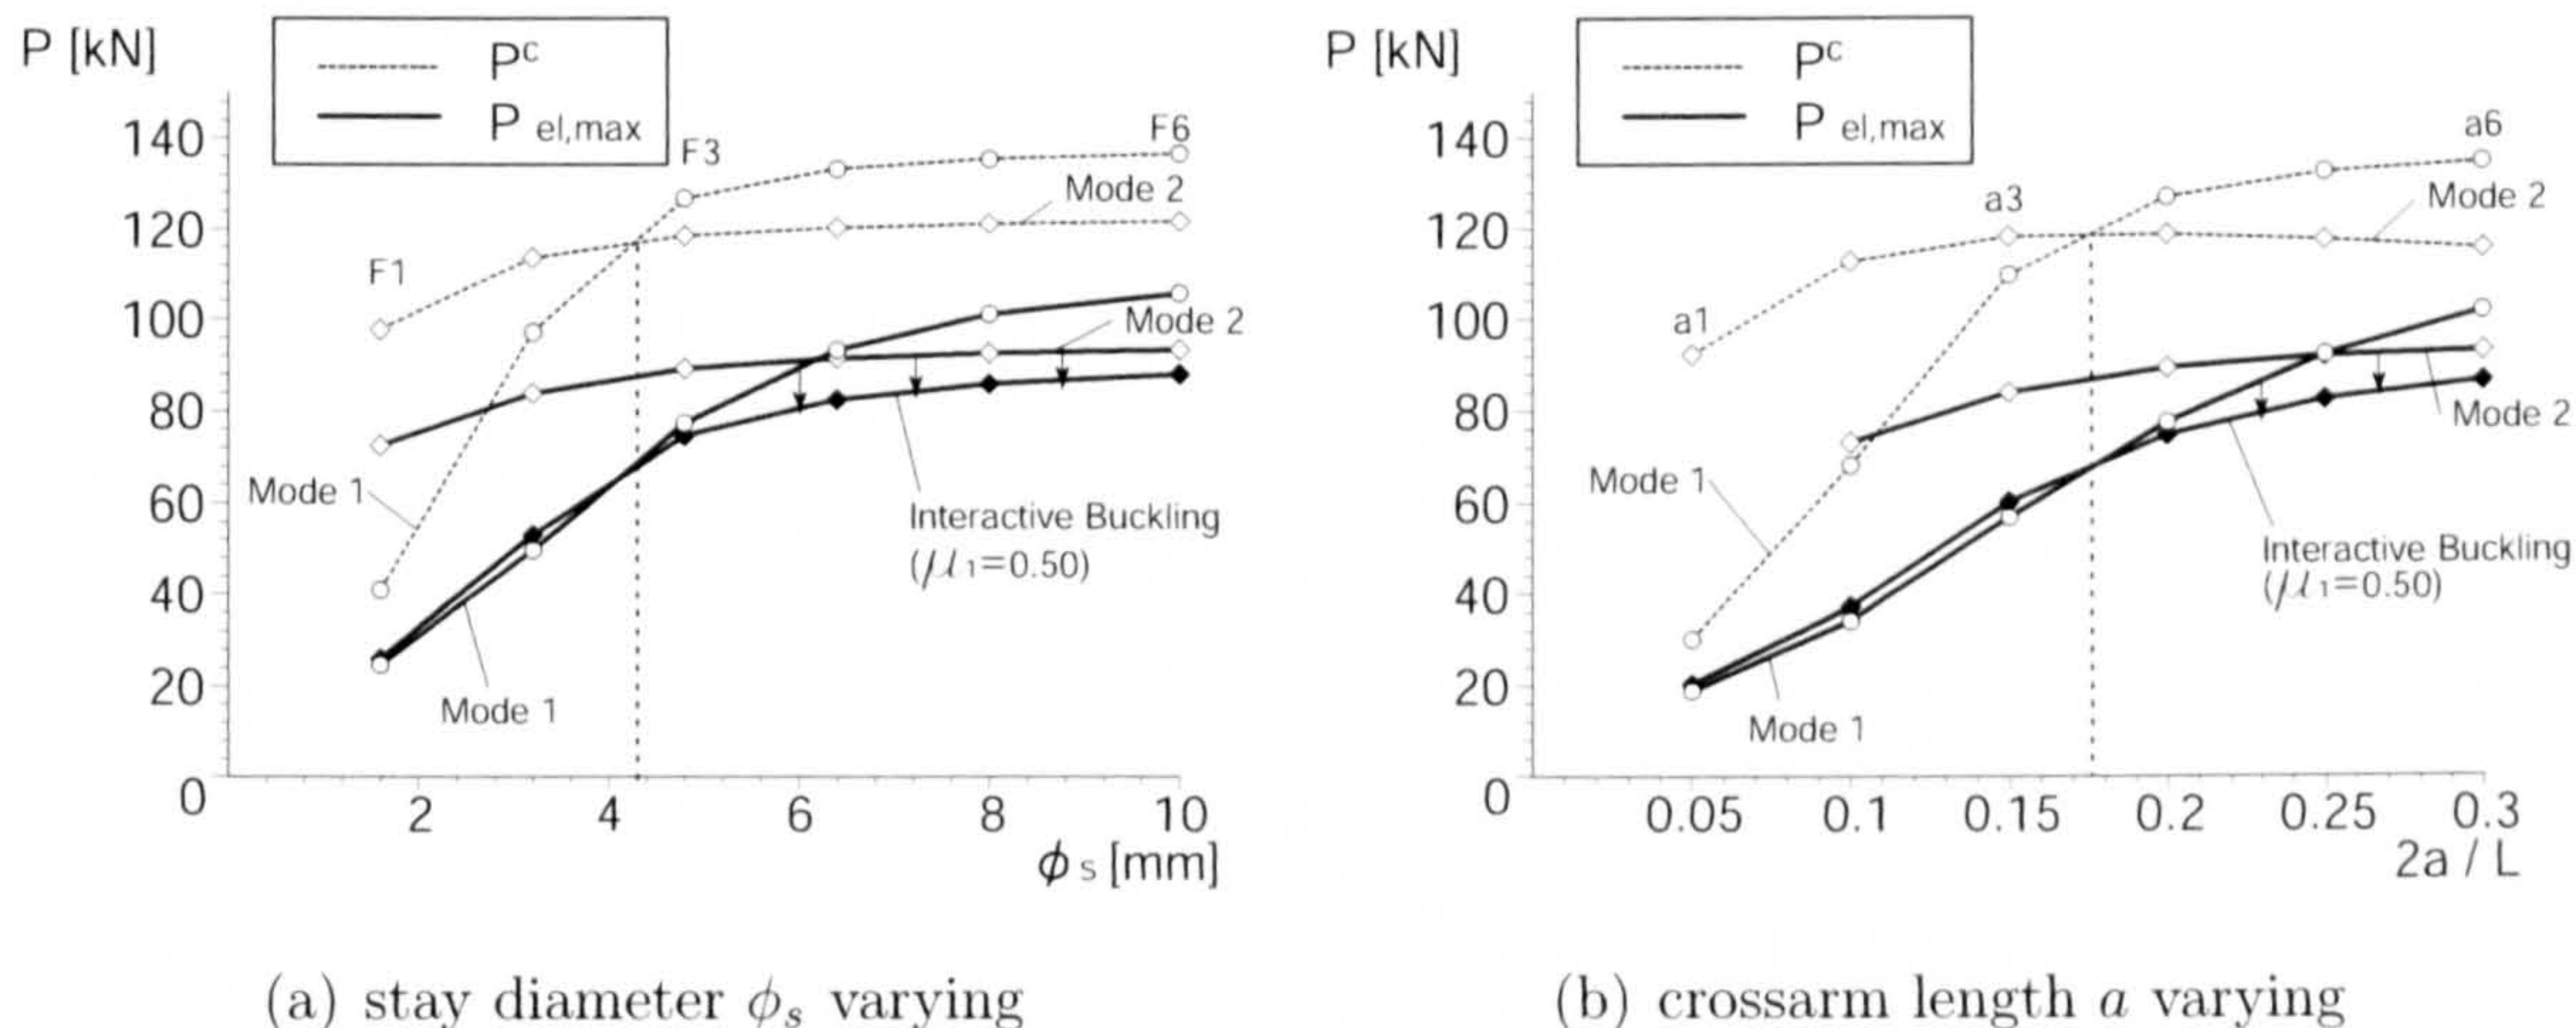 P [kN]
Pᶜ
P el,max
140
120
100
80
60
40
20
0
2
4
6
8
10
ϕ s [mm]
F1
F3
F6
Mode 2
Mode 2
Mode 1
Mode 1
Interactive Buckling
(μ₁=0.50)
(a) stay diameter ϕₛ varying
P [kN]
Pᶜ
P el,max
140
120
100
80
60
40
20
0
0.05
0.1
0.15
0.2
0.25
0.3
2a / L
a1
a3
a6
Mode 2
Mode 2
Mode 1
Mode 1
Interactive Buckling
(μ₁=0.50)
(b) crossarm length a varying